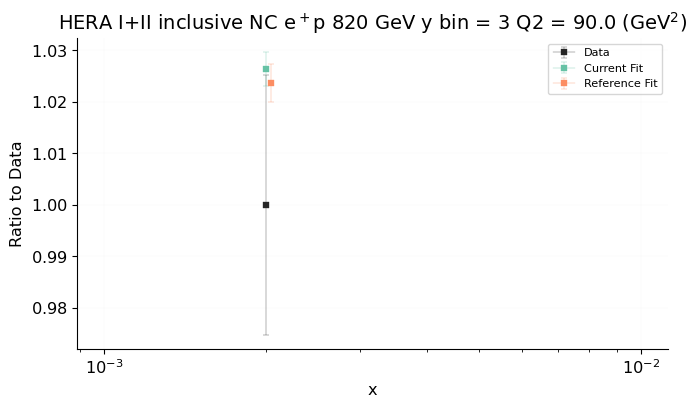 HERA I+II inclusive NC e⁺p 820 GeV y bin = 3 Q2 = 90.0 (GeV²)
Data
Current Fit
Reference Fit
1.03
1.02
1.01
1.00
0.99
0.98
Ratio to Data
10⁻³
10⁻²
x